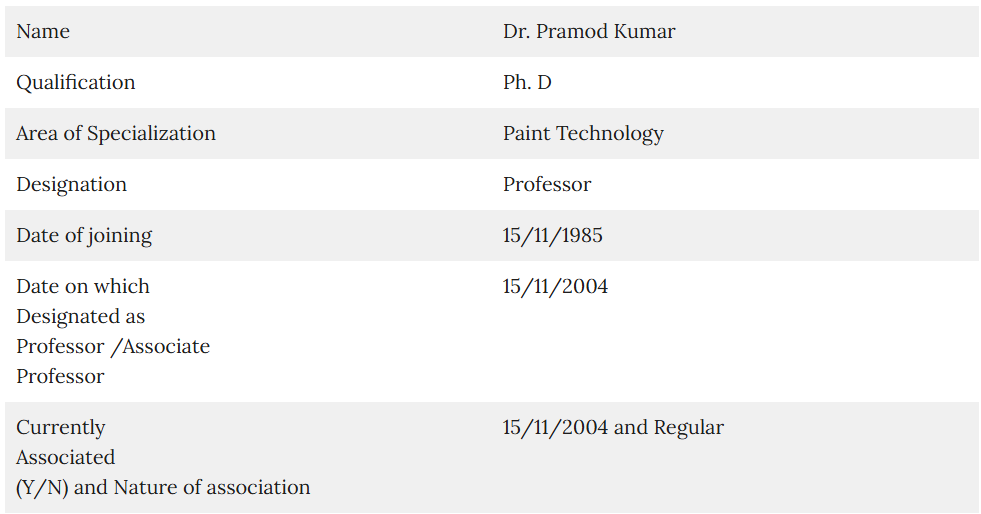 Name Dr. Pramod Kumar
Qualification Ph. D
Area of Specialization Paint Technology
Designation Professor
Date of joining 15/11/1985
Date on which 15/11/2004
Designated as
Professor /Associate
Professor
Currently 15/11/2004 and Regular
Associated
(Y/N) and Nature of association